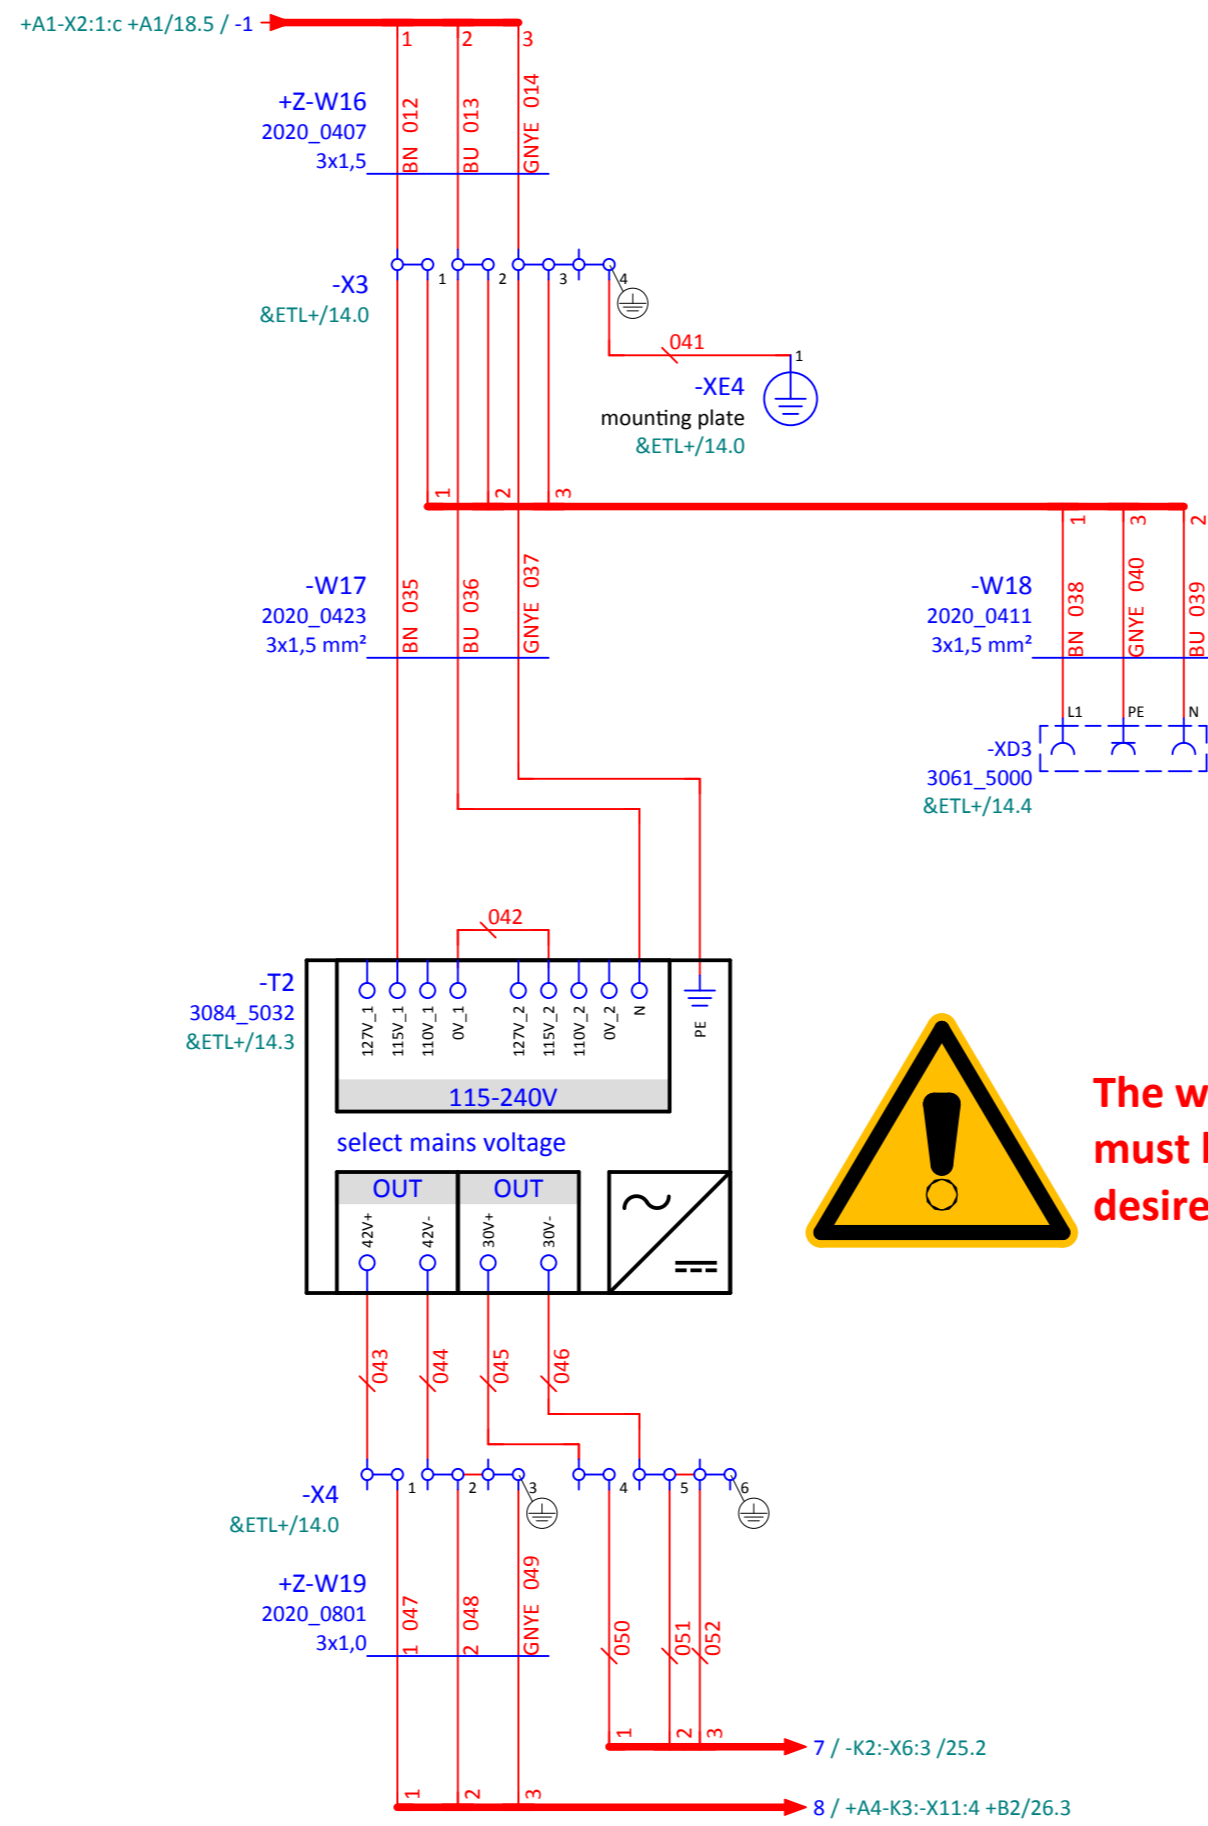 +A1-X2:1:c +A1/18.5 / -1
1 2 3
+Z-W16
2020_0407
3x1,5
BN 012
BU 013
GNYE 014
-X3
&ETL+/14.0
1 2 3 4
041
1
-XE4
mounting plate
&ETL+/14.0
1 2 3
1 3 2
-W17
2020_0423
3x1,5 mm²
BN 035
BU 036
GNYE 037
-W18
2020_0411
3x1,5 mm²
BN 038
GNYE 040
BU 039
L1 PE N
-XD3
3061_5000
&ETL+/14.4
042
-T2
3084_5032
&ETL+/14.3
127V_1
115V_1
110V_1
0V_1
127V_2
115V_2
110V_2
0V_2
N
PE
115-240V
select mains voltage
OUT OUT
42V+
42V-
30V+
30V-
The w
must
desire
043
044
045
046
-X4
&ETL+/14.0
1 2 3 4 5 6
+Z-W19
2020_0801
3x1,0
1 047
2 048
GNYE 049
050
051
052
1 2 3
7 / -K2:-X6:3 /25.2
1 2 3
8 / +A4-K3:-X11:4 +B2/26.3